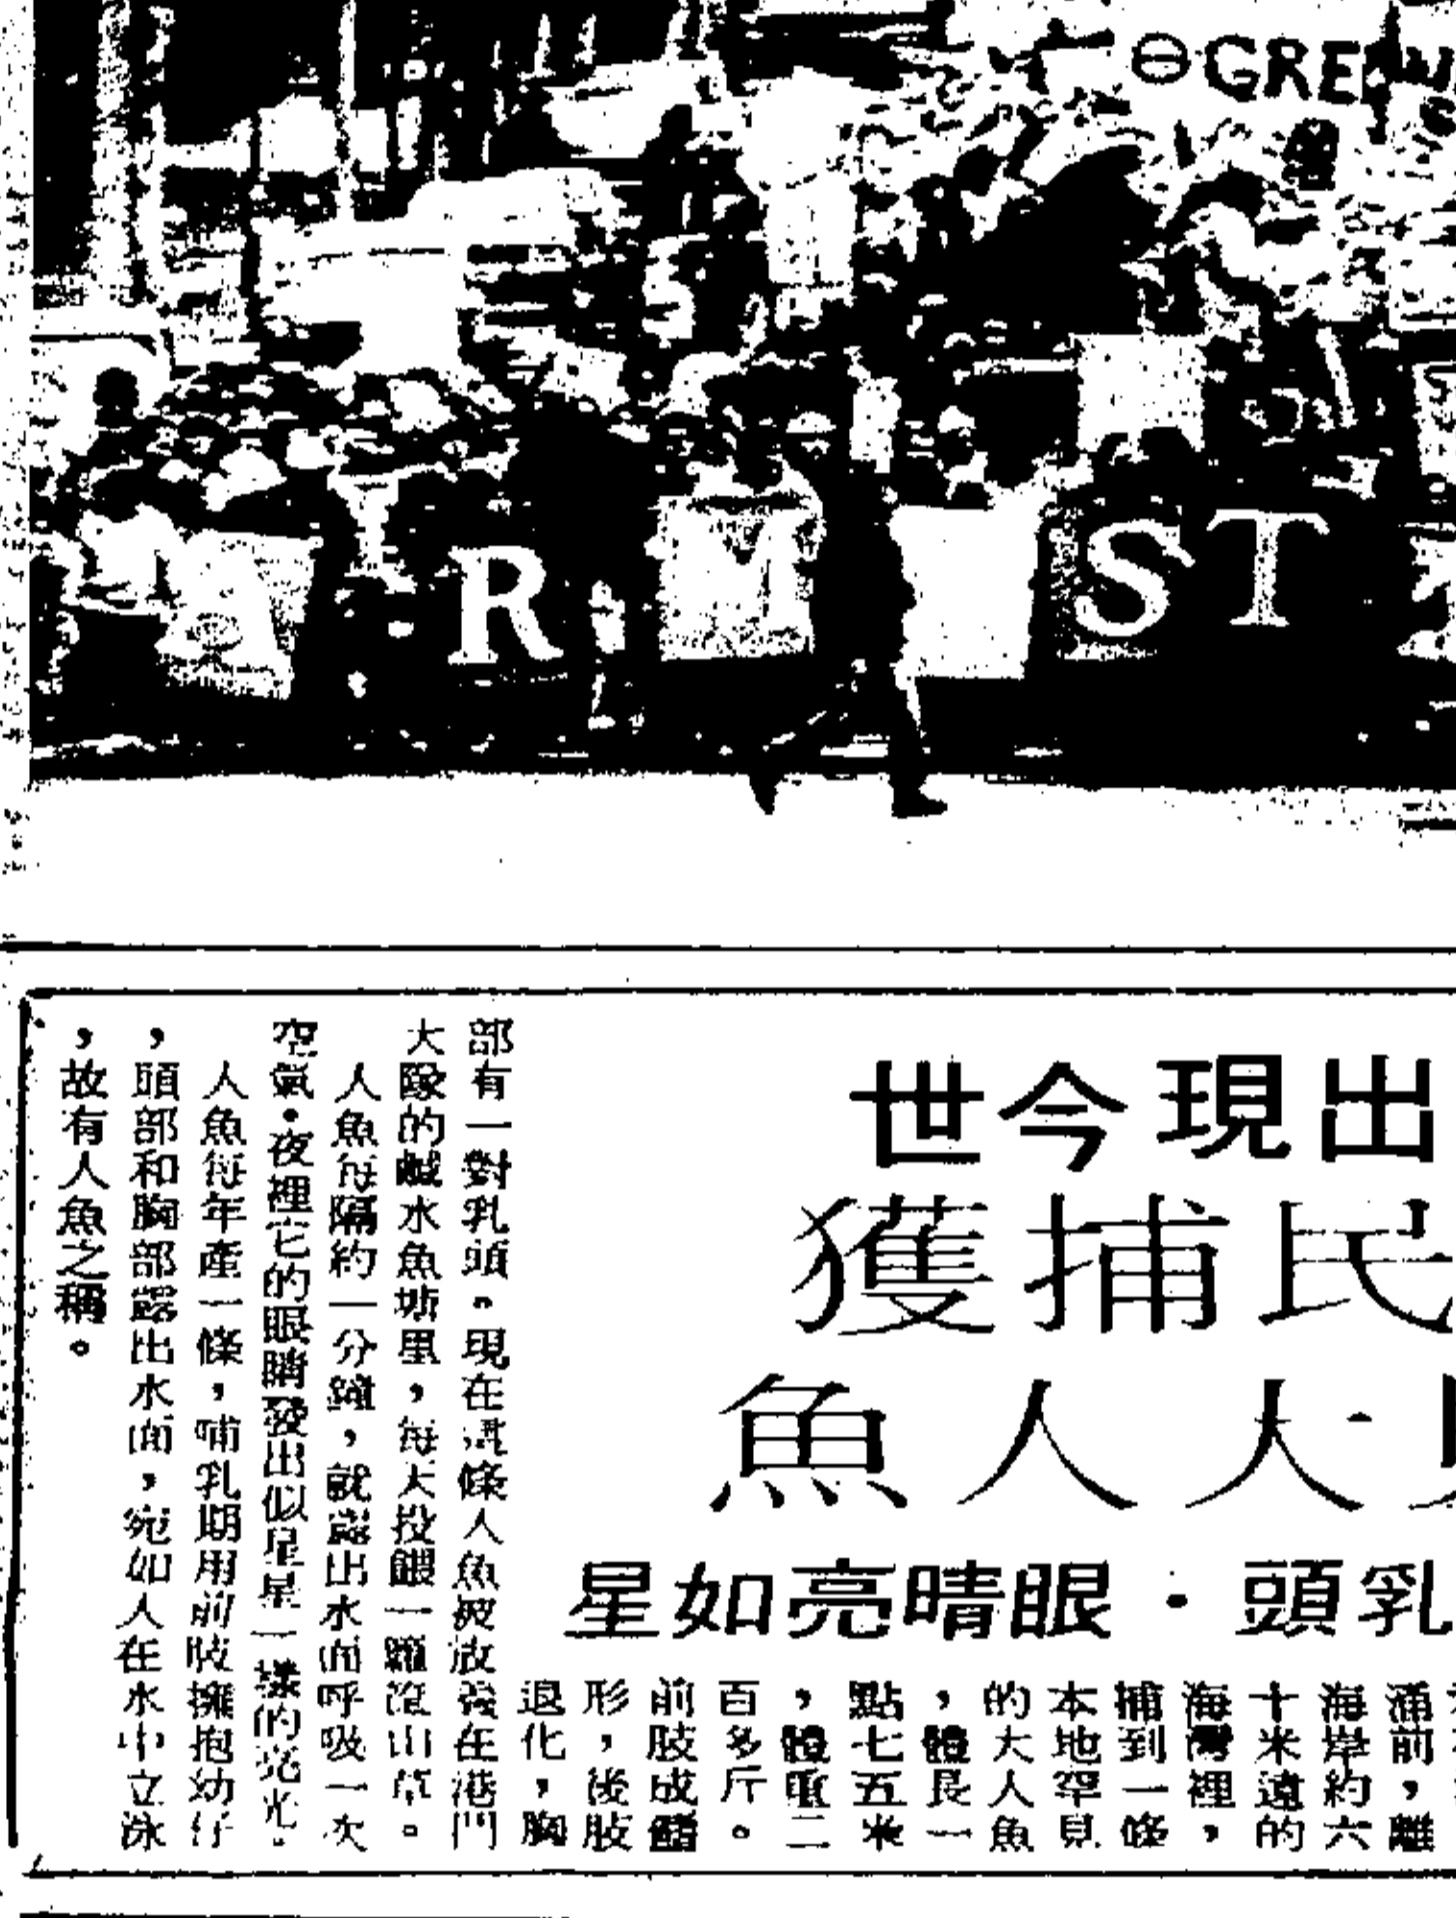 GREEN
R
ST
出現今世
民捕獲
大人魚
乳頭・眼睛亮如星
涌前，離
海岸約六
十米遠的
海灣裡，
捕到一條
本地罕見
的大人魚
，體長一
點七五米
，體重二
百多斤。
前肢成鰭
形，後肢
退化，胸
部有一對乳頭。現在這條人魚被放養在港門
大隊的鹹水魚塘里，每天投餵一籮草。
人魚每隔約一分鐘，就露出水面呼吸一次
空氣。夜裡它的眼睛發出似星星一樣的亮光。
人魚每年產一條，哺乳期用前肢擁抱幼仔
，頭部和胸部露出水面，宛如人在水中立泳
，故有人魚之稱。